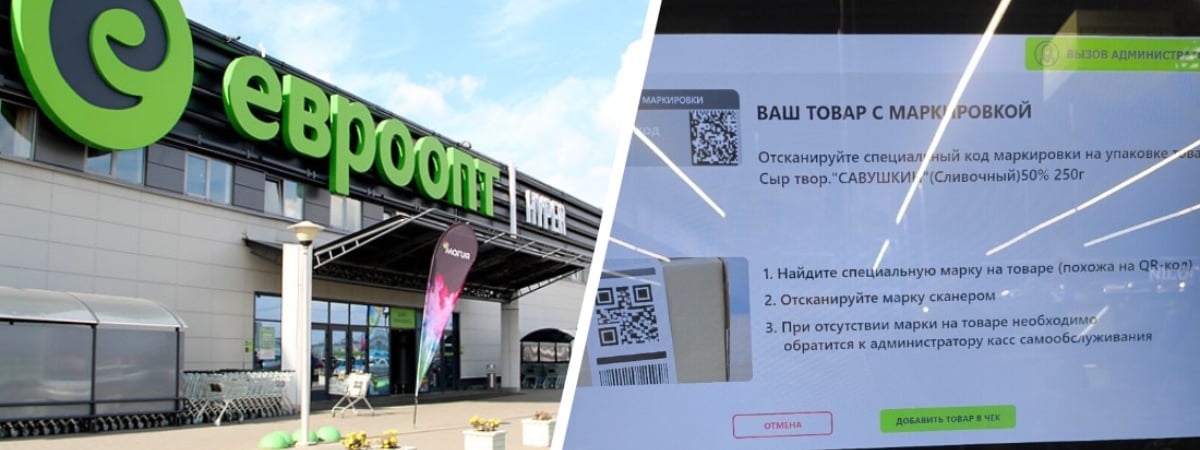 евроопт
HYPER
МАГИЯ
ВЫЗОВ АДМИНИСТРАТО
МАРКИРОВКИ
ОД
ВАШ ТОВАР С МАРКИРОВКОЙ
Отсканируйте специальный код маркировки на упаковке това
Сыр твор."САВУШКИН"(Сливочный)50% 250г
1. Найдите специальную марку на товаре (похожа на QR-код)
2. Отсканируйте марку сканером
3. При отсутствии марки на товаре необходимо
обратится к администратору касс самообслуживания
ОТМЕНА
ДОБАВИТЬ ТОВАР В ЧЕК